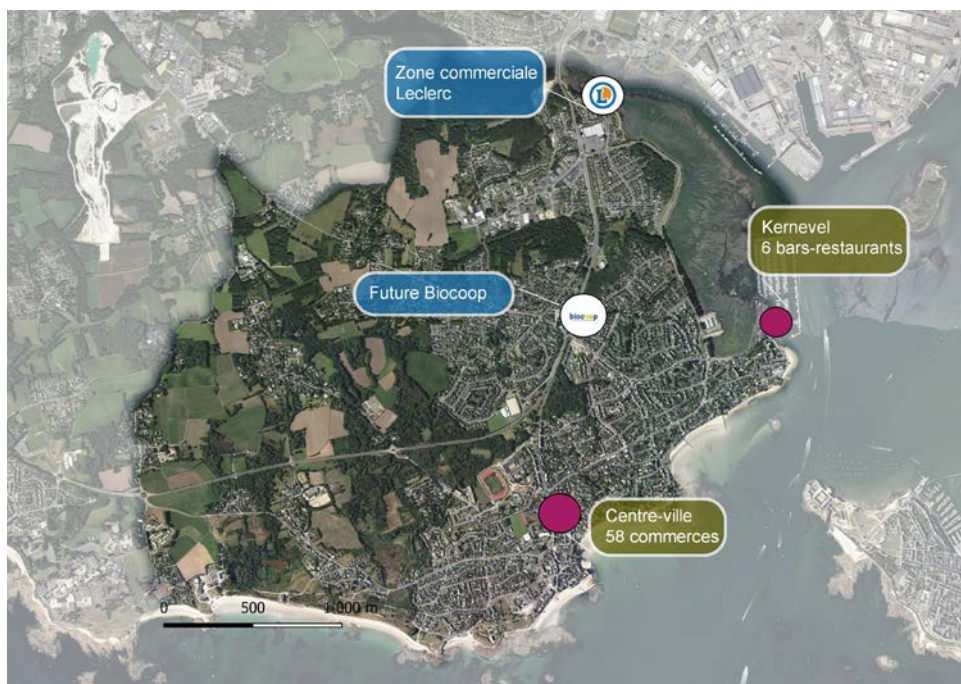 Zone commerciale
Leclerc
L
Kernevel
6 bars-restaurants
Future Biocoop
biocoop
Centre-ville
58 commerces
0 500 1 000 m